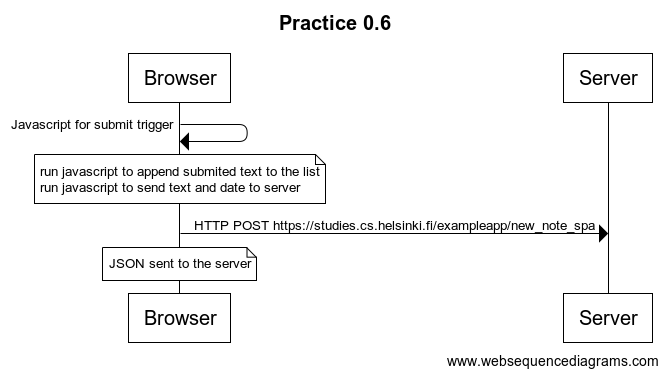 Practice 0.6
Browser
Server
Javascript for submit trigger
run javascript to append submited text to the list
run javascript to send text and date to server
HTTP POST https://studies.cs.helsinki.fi/exampleapp/new_note_spa
JSON sent to the server
Browser
Server
www.websequencediagrams.com